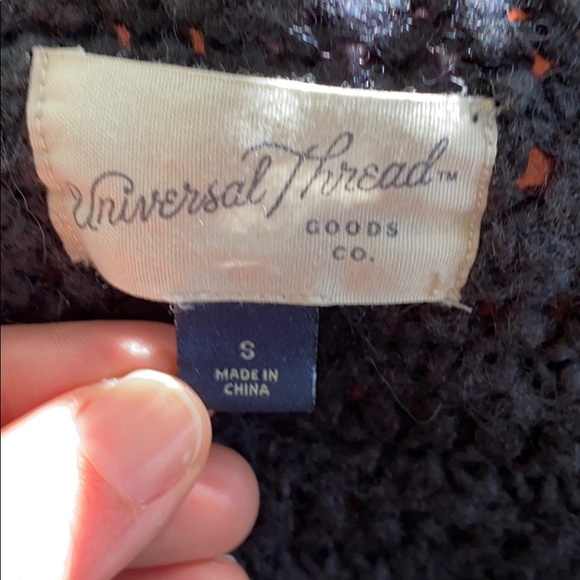 Universal Thread™
GOODS
CO.
S
MADE IN
CHINA